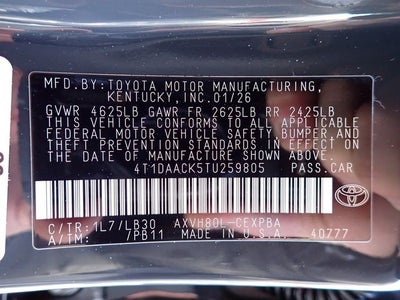 MFD.BY:TOYOTA MOTOR MANUFACTURING,
KENTUCKY,INC.01/26
GVWR 4625LB GAWR FR 2625LB RR 2425LB
THIS VEHICLE CONFORMS TO ALL APPLICABLE
FEDERAL MOTOR VEHICLE SAFETY, BUMPER,AND
THEFT PREVENTION STANDARDS IN EFFECT ON
THE DATE OF MANUFACTURE SHOWN ABOVE.
4T1DAACK5TU259805 PASS.CAR
C/TR:1L7/LB30 AXVH80L-CEXPBA
A/TM: 7PB11 MADE IN U.S.A. 40777
TOYOTA